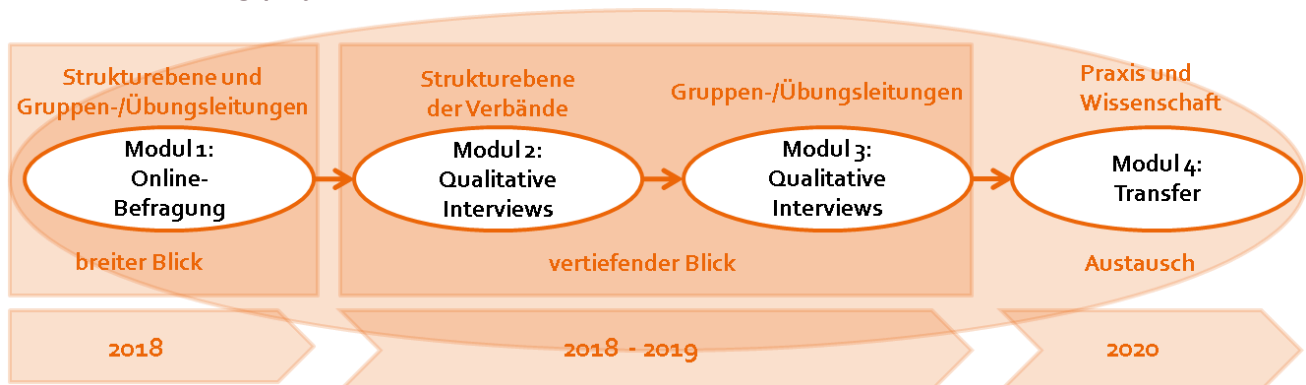 Strukturebene und
Gruppen-/Übungsleitungen
Modul 1:
Online-
Befragung
breiter Blick
Strukturebene
der Verbände
Gruppen-/Übungsleitungen
Modul 2:
Qualitative
Interviews
Modul 3:
Qualitative
Interviews
vertiefender Blick
Praxis und
Wissenschaft
Modul 4:
Transfer
Austausch
2018
2018 - 2019
2020